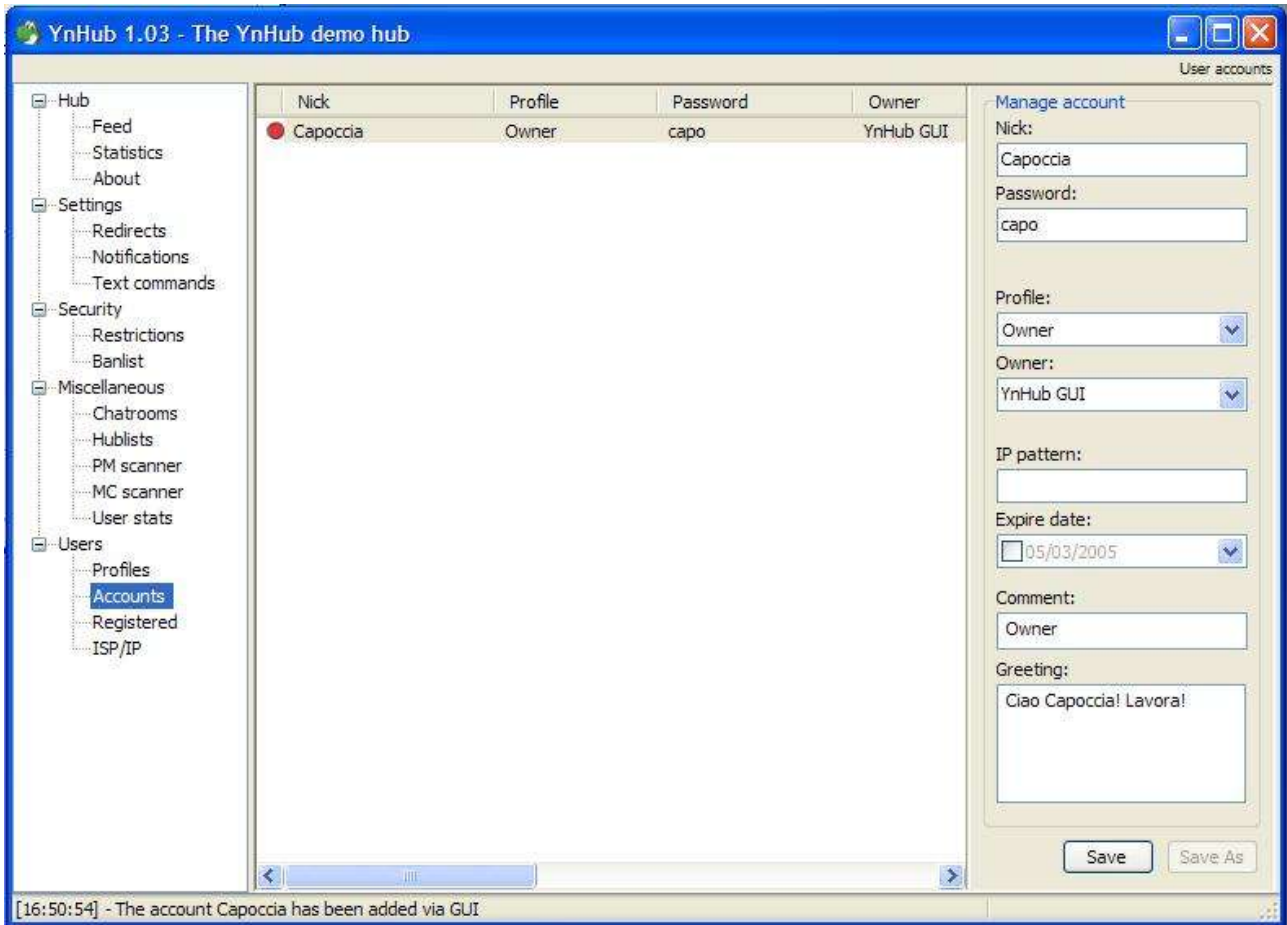 YnHub 1.03 - The YnHub demo hub
User accounts
Hub
Feed
Statistics
About
Settings
Redirects
Notifications
Text commands
Security
Restrictions
Banlist
Miscellaneous
Chatrooms
Hublists
PM scanner
MC scanner
User stats
Users
Profiles
Accounts
Registered
ISP/IP
Nick Profile Password Owner
Capoccia Owner capo YnHub GUI
Manage account
Nick:
Capoccia
Password:
capo
Profile:
Owner
Owner:
YnHub GUI
IP pattern:
Expire date:
05/03/2005
Comment:
Owner
Greeting:
Ciao Capoccia! Lavora!
Save Save As
[16:50:54] - The account Capoccia has been added via GUI